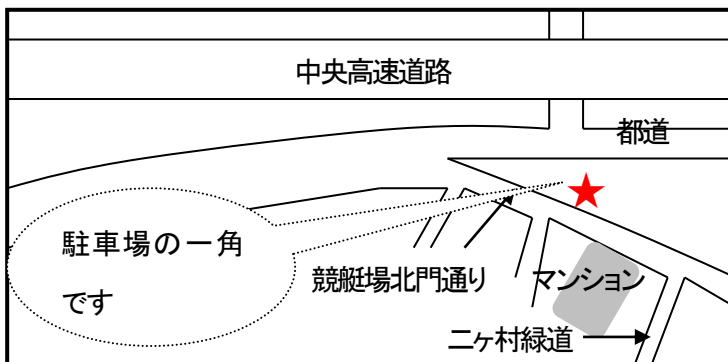 中央高速道路
都道
駐車場の一角
です
競艇場北門通り
マンション
二ヶ村緑道